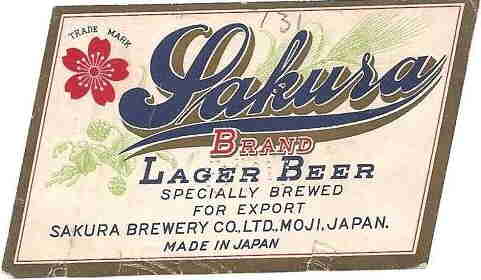 131
TRADE MARK
Sakura
BRAND
LAGER BEER
SPECIALLY BREWED
FOR EXPORT
SAKURA BREWERY CO., LTD., MOJI, JAPAN.
MADE IN JAPAN